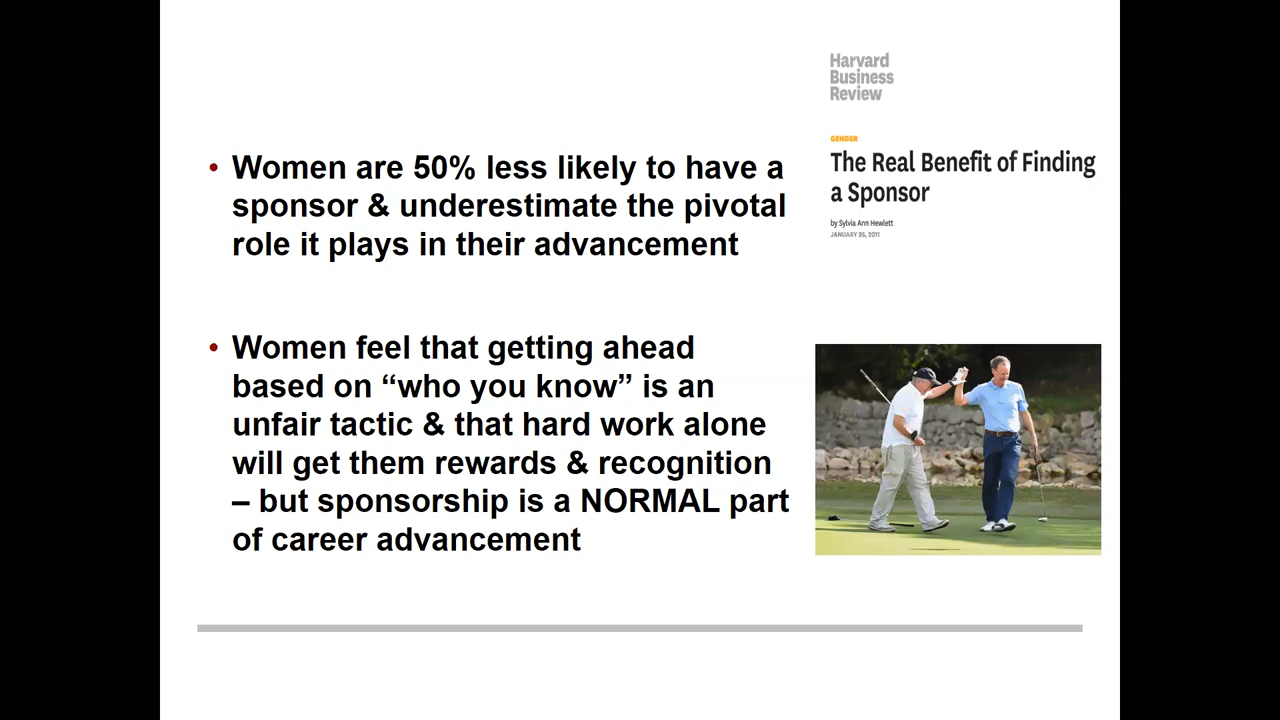 • Women are 50% less likely to have a
sponsor & underestimate the pivotal
role it plays in their advancement
• Women feel that getting ahead
based on “who you know” is an
unfair tactic & that hard work alone
will get them rewards & recognition
– but sponsorship is a NORMAL part
of career advancement
Harvard
Business
Review
GENDER
The Real Benefit of Finding
a Sponsor
by Sylvia Ann Hewlett
JANUARY 26, 2011